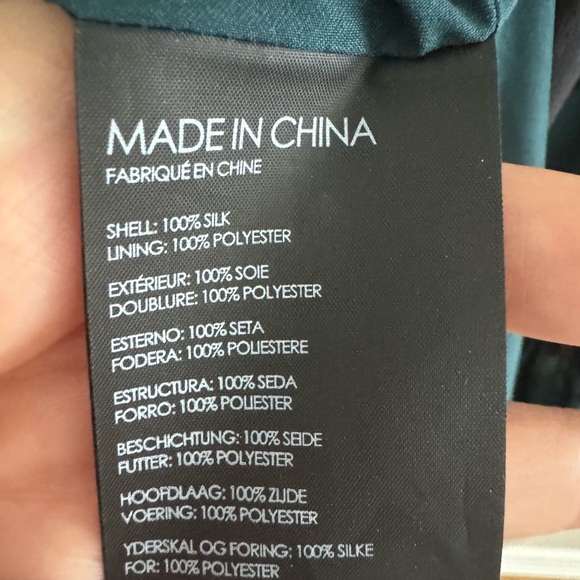 MADE IN CHINA
FABRIQUÉ EN CHINE
SHELL: 100% SILK
LINING: 100% POLYESTER
EXTÉRIEUR: 100% SOIE
DOUBLURE: 100% POLYESTER
ESTERNO: 100% SETA
FODERA: 100% POLIESTERE
ESTRUCTURA: 100% SEDA
FORRO: 100% POLIESTER
BESCHICHTUNG: 100% SEIDE
FUTTER: 100% POLYESTER
HOOFDLAAG: 100% ZIJDE
VOERING: 100% POLYESTER
YDERSKAL OG FORING: 100% SILKE
FOR: 100% POLYESTER